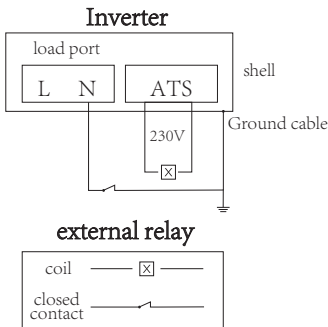 Inverter
load port
shell
L N ATS
Ground cable
230V
X
external relay
coil X
closed
contact